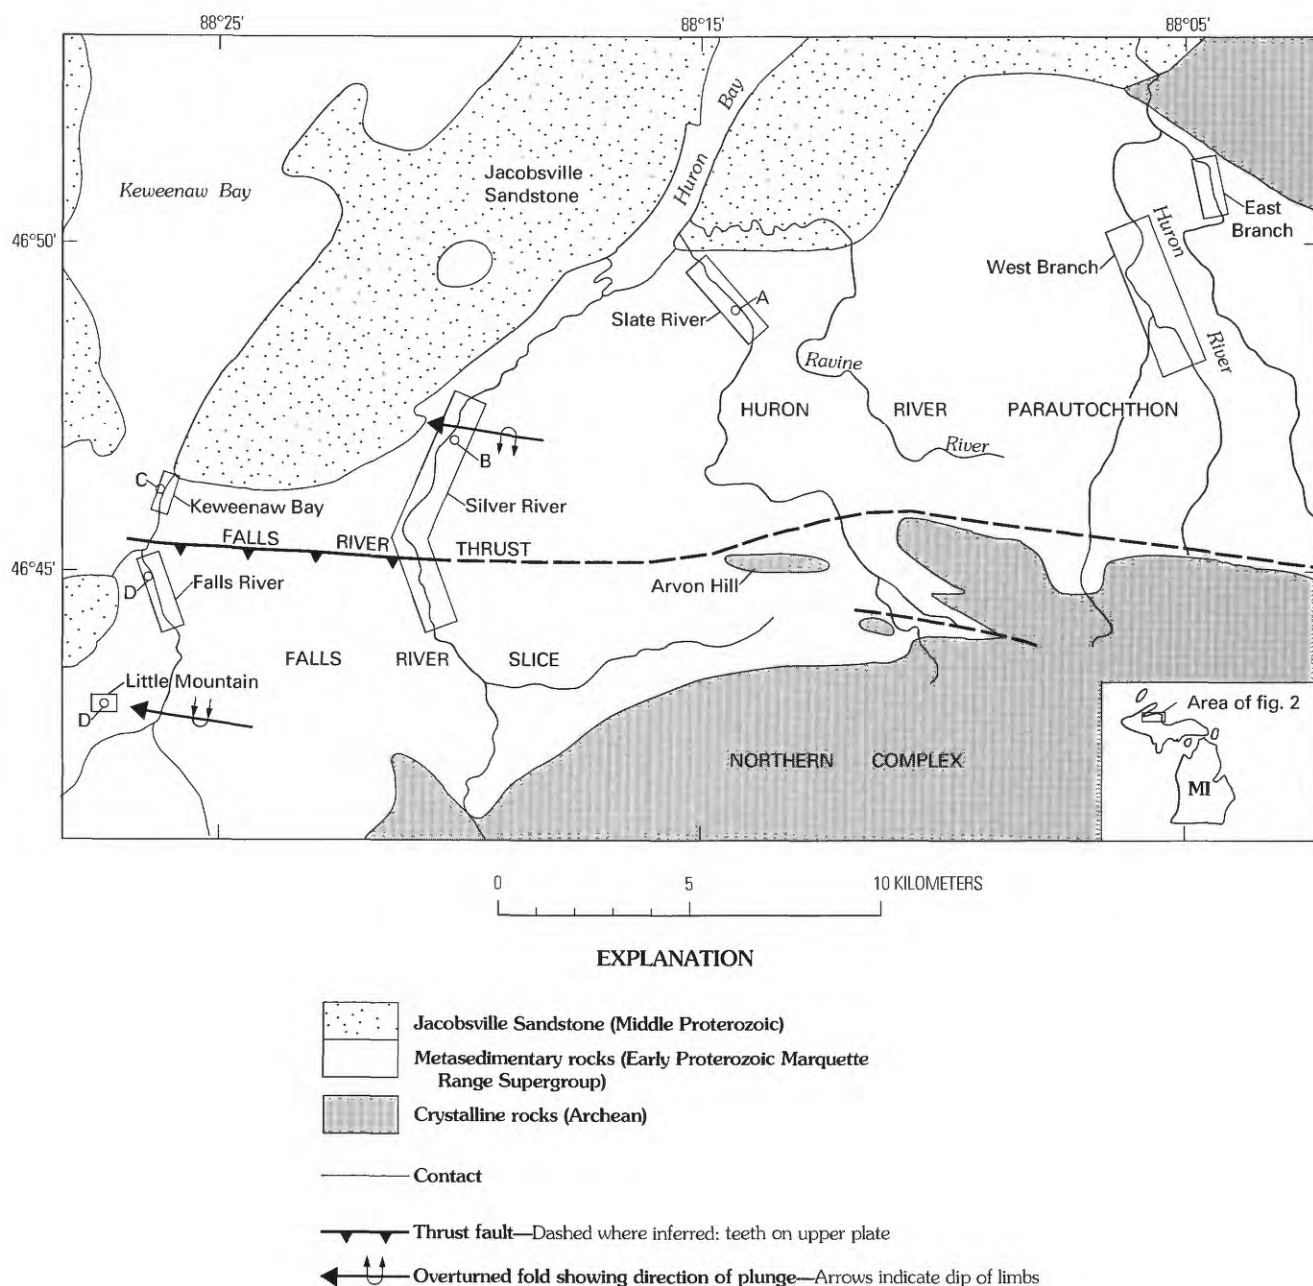 88°25'
88°15'
88°05'
Keweenaw Bay
Jacobsville
Sandstone
Huron
Bay
46°50'
East
Branch
Huron
West Branch
River
A
Slate River
Ravine
HURON
RIVER
PARAUTOCHTHON
River
B
C
Keweenaw Bay
Silver River
FALLS
RIVER
THRUST
46°45'
D
Falls River
Arvon Hill
FALLS
RIVER
SLICE
Little Mountain
D
NORTHERN
COMPLEX
Area of fig. 2
MI
0
5
10 KILOMETERS
EXPLANATION
Jacobsville Sandstone (Middle Proterozoic)
Metasedimentary rocks (Early Proterozoic Marquette
Range Supergroup)
Crystalline rocks (Archean)
Contact
Thrust fault—Dashed where inferred: teeth on upper plate
Overturned fold showing direction of plunge—Arrows indicate dip of limbs